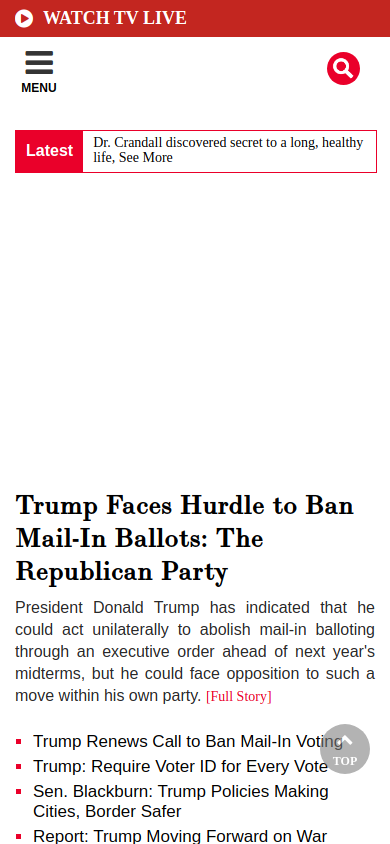 WATCH TV LIVE
MENU
Latest
Dr. Crandall discovered secret to a long, healthy
life, See More
Trump Faces Hurdle to Ban
Mail-In Ballots: The
Republican Party
President Donald Trump has indicated that he
could act unilaterally to abolish mail-in balloting
through an executive order ahead of next year's
midterms, but he could face opposition to such a
move within his own party. [Full Story]
Trump Renews Call to Ban Mail-In Voting
Trump: Require Voter ID for Every Vote
TOP
Sen. Blackburn: Trump Policies Making
Cities, Border Safer
Report: Trump Moving Forward on War